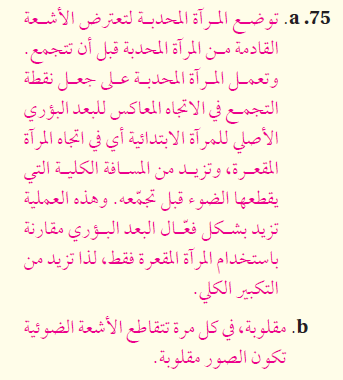 75. a. توضع المرآة المحدبة لتعترض الأشعة
القادمة من المرآة المحدبة قبل أن تتجمع.
وتعمل المرآة المحدبة على جعل نقطة
التجمع في الاتجاه المعاكس للبعد البؤري
الأصلي للمرآة الابتدائية أي في اتجاه المرآة
المقعرة، وتزيد من المسافة الكلية التي
يقطعها الضوء قبل تجمّعه. وهذه العملية
تزيد بشكل فعّال البعد البؤري مقارنة
باستخدام المرآة المقعرة فقط، لذا تزيد من
التكبير الكلي.
b. مقلوبة، في كل مرة تتقاطع الأشعة الضوئية
تكون الصور مقلوبة.